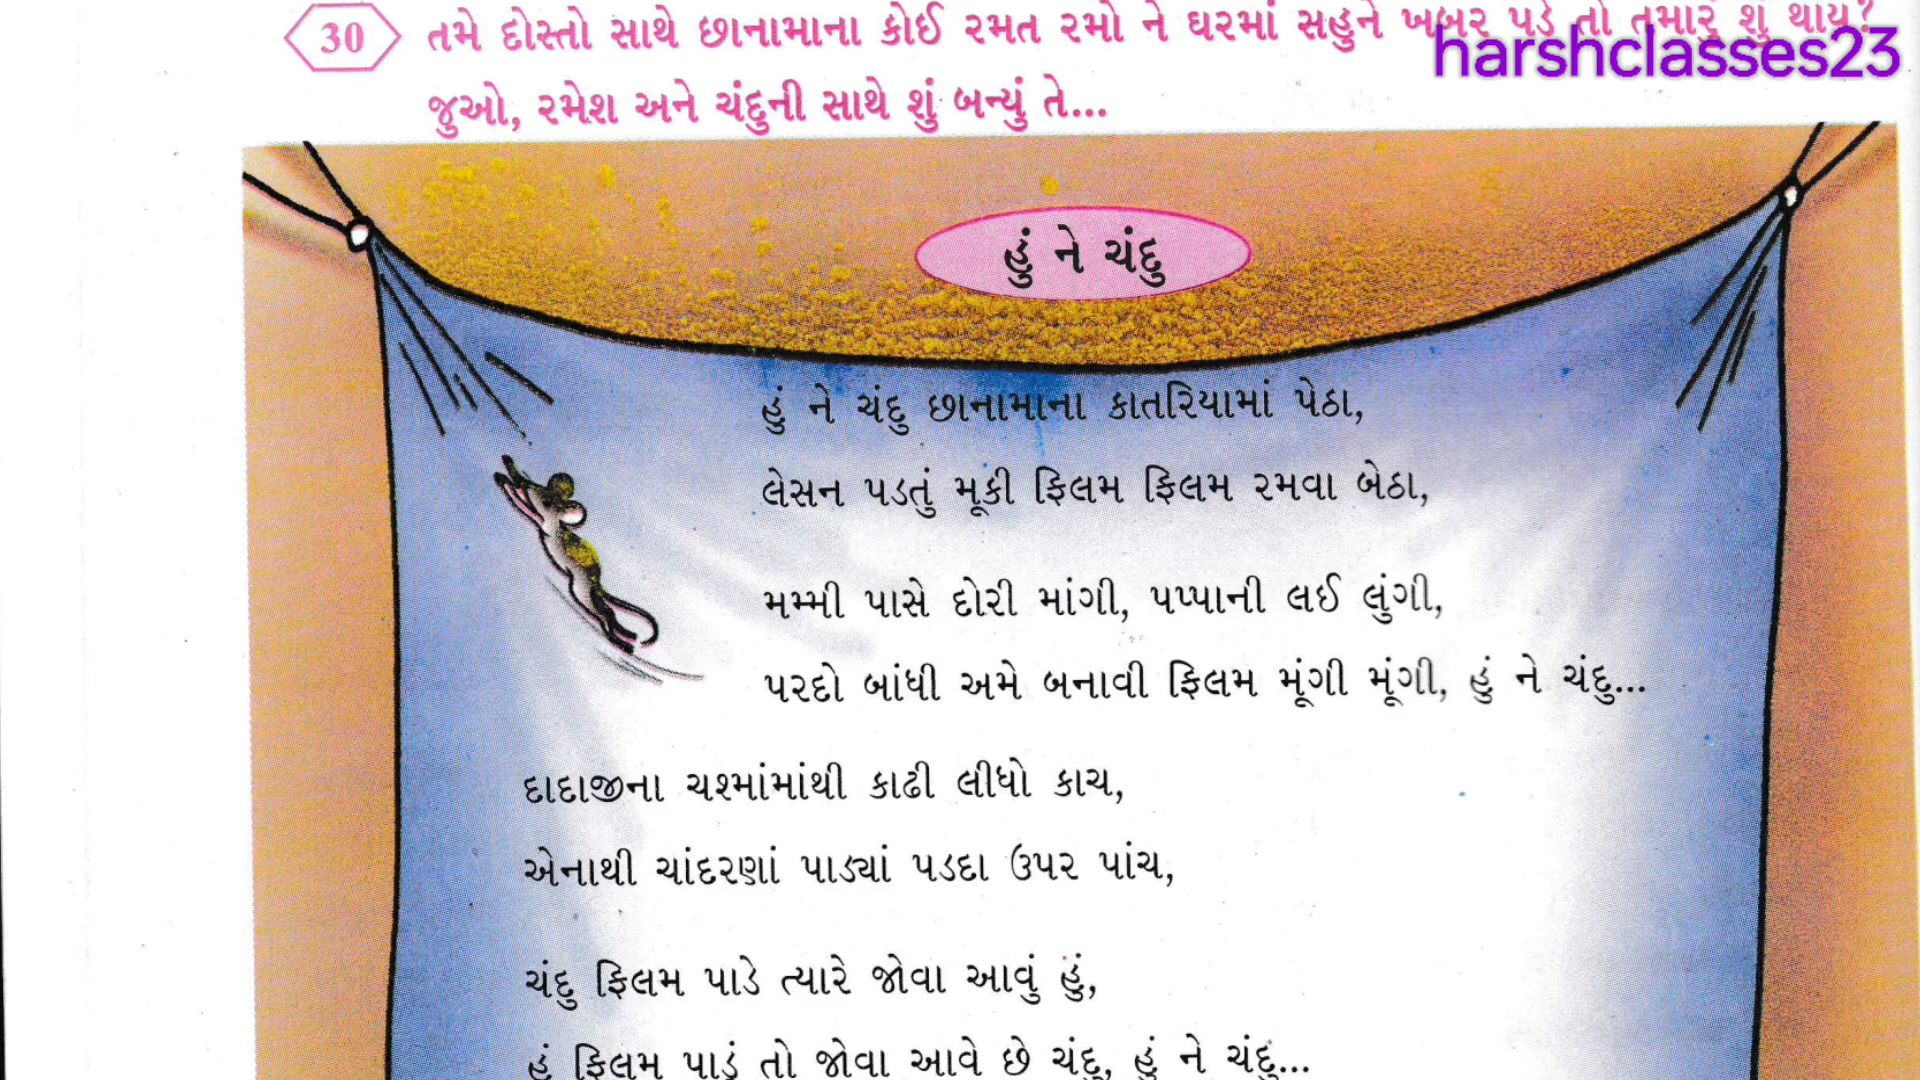 30 તમે દોસ્તો સાથે છાનામાના કોઈ રમત રમો ને ઘરમાં સહુને ખબર પડે તો તમારું શું થાય?
harshclasses23
જુઓ, રમેશ અને ચંદુની સાથે શું બન્યું તે...
હું ને ચંદુ
હું ને ચંદુ છાનામાના કાતરિયામાં પેઠા,
લેસન પડતું મૂકી ફિલમ ફિલમ રમવા બેઠા,
મમ્મી પાસે દોરી માંગી, પપ્પાની લઈ લુંગી,
પરદો બાંધી અમે બનાવી ફિલમ મૂંગી મૂંગી, હું ને ચંદુ...
દાદાજીના ચશ્માંમાંથી કાઢી લીધો કાચ,
એનાથી ચાંદરણાં પાડ્યાં પડદા ઉપર પાંચ,
ચંદુ ફિલમ પાડે ત્યારે જોવા આવું હું,
હું ફિલમ પાડું તો જોવા આવે છે ચંદુ, હું ને ચંદુ...